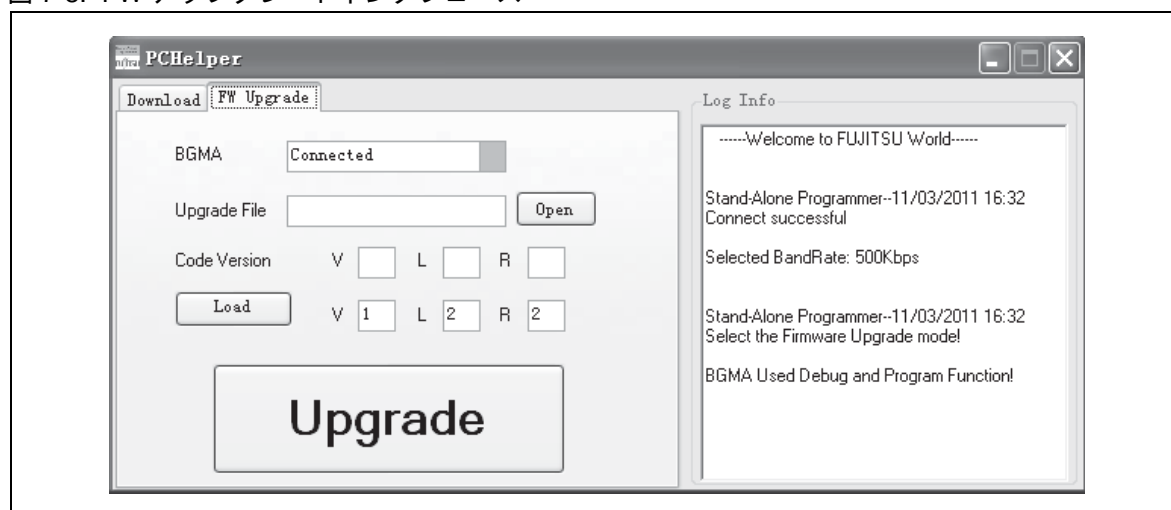 PCHelper
Download FW Upgrade
BGMA Connected
Upgrade File Open
Code Version V L R
Load V 1 L 2 R 2
Upgrade
Log Info
------Welcome to FUJITSU World------
Stand-Alone Programmer--11/03/2011 16:32
Connect successful
Selected BandRate: 500Kbps
Stand-Alone Programmer--11/03/2011 16:32
Select the Firmware Upgrade mode!
BGMA Used Debug and Program Function!